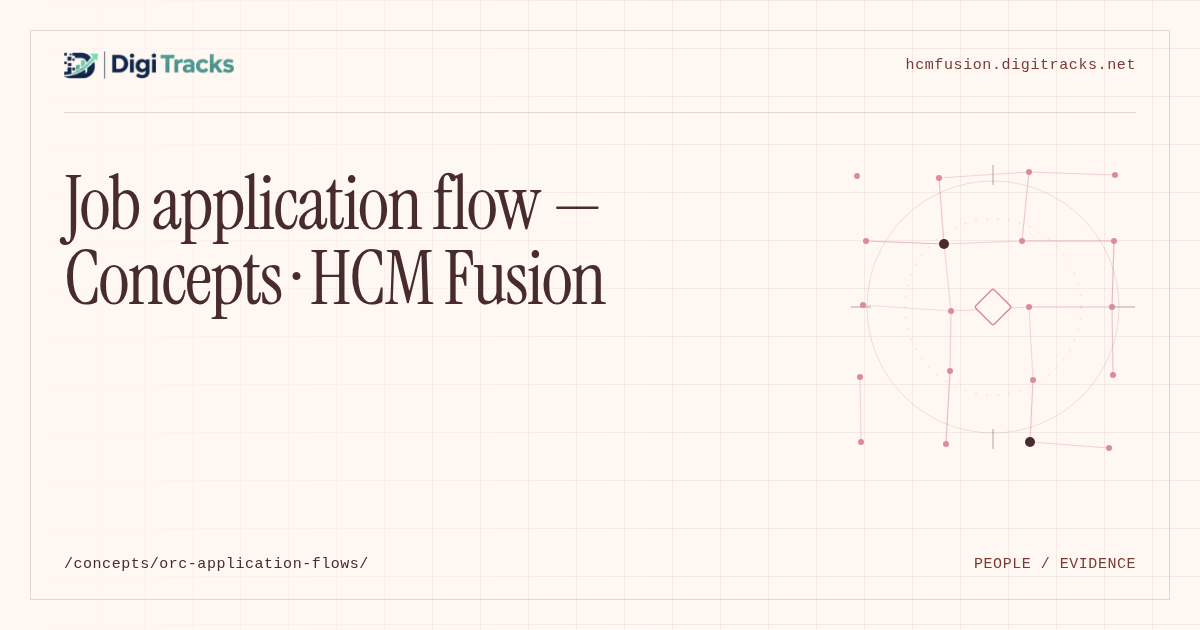 Digi Tracks
hcmfusion.digitracks.net
Job application flow —
Concepts · HCM Fusion
/concepts/orc-application-flows/
PEOPLE / EVIDENCE